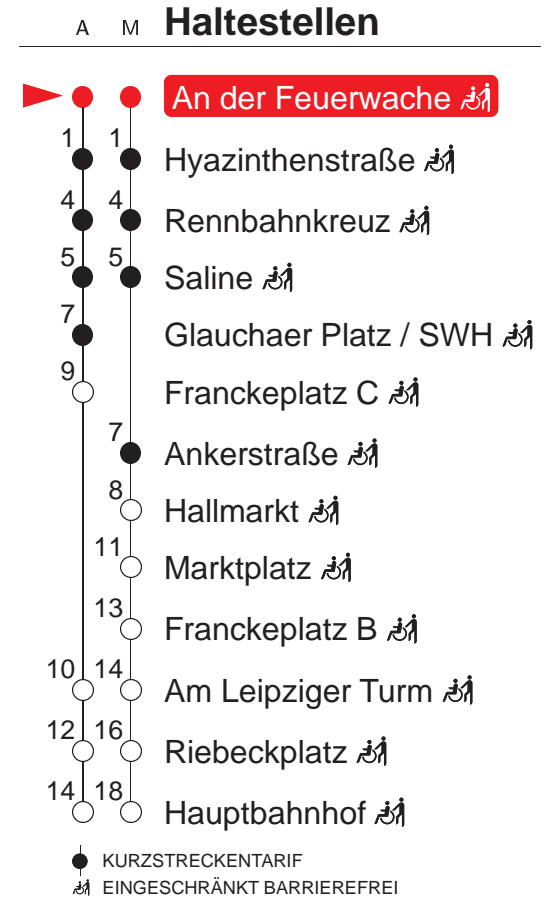 A M Haltestellen
An der Feuerwache
1 1 Hyazinthenstraße
4 4 Rennbahnkreuz
5 5 Saline
7 Glauchaer Platz / SWH
9 Franckeplatz C
7 Ankerstraße
8 Hallmarkt
11 Marktplatz
13 Franckeplatz B
10 14 Am Leipziger Turm
12 16 Riebeckplatz
14 18 Hauptbahnhof
KURZSTRECKENTARIF
EINGESCHRÄNKT BARRIEREFREI